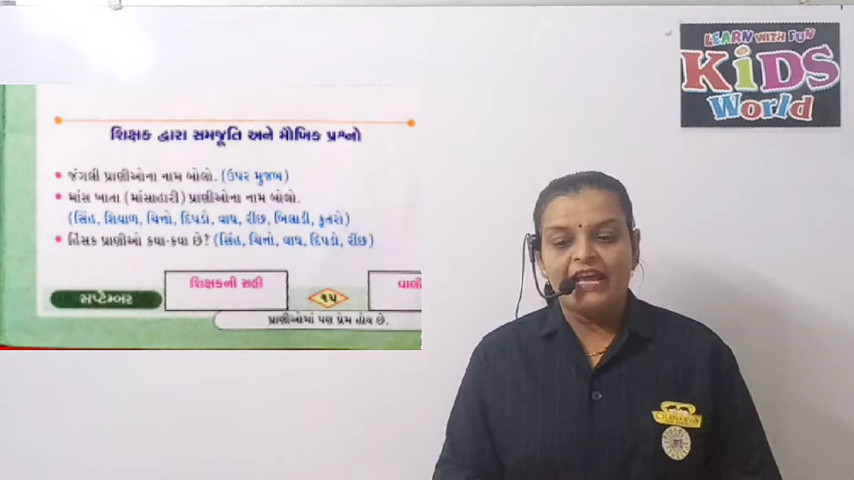 LEARN WITH FUN
KiDS
World
શિક્ષક દ્વારા સમજૂતિ અને મૌખિક પ્રશ્નો
• જંગલી પ્રાણીઓના નામ બોલો. (ઉપર મુજબ)
• માંસ ખાતા (માંસાહારી) પ્રાણીઓના નામ બોલો.
(સિંહ, શિયાળ, ચિત્તો, દિપડો, વાઘ, રીંછ, બિલાડી, કુતરો)
• હિંસક પ્રાણીઓ કયા-કયા છે? (સિંહ, ચિત્તો, વાઘ, દિપડો, રીંછ)
સપ્ટેમ્બર
શિક્ષકની સહી
૧૫
વાલી
પ્રાણીઓમાં પણ પ્રેમ હોય છે.
CHANAKYA